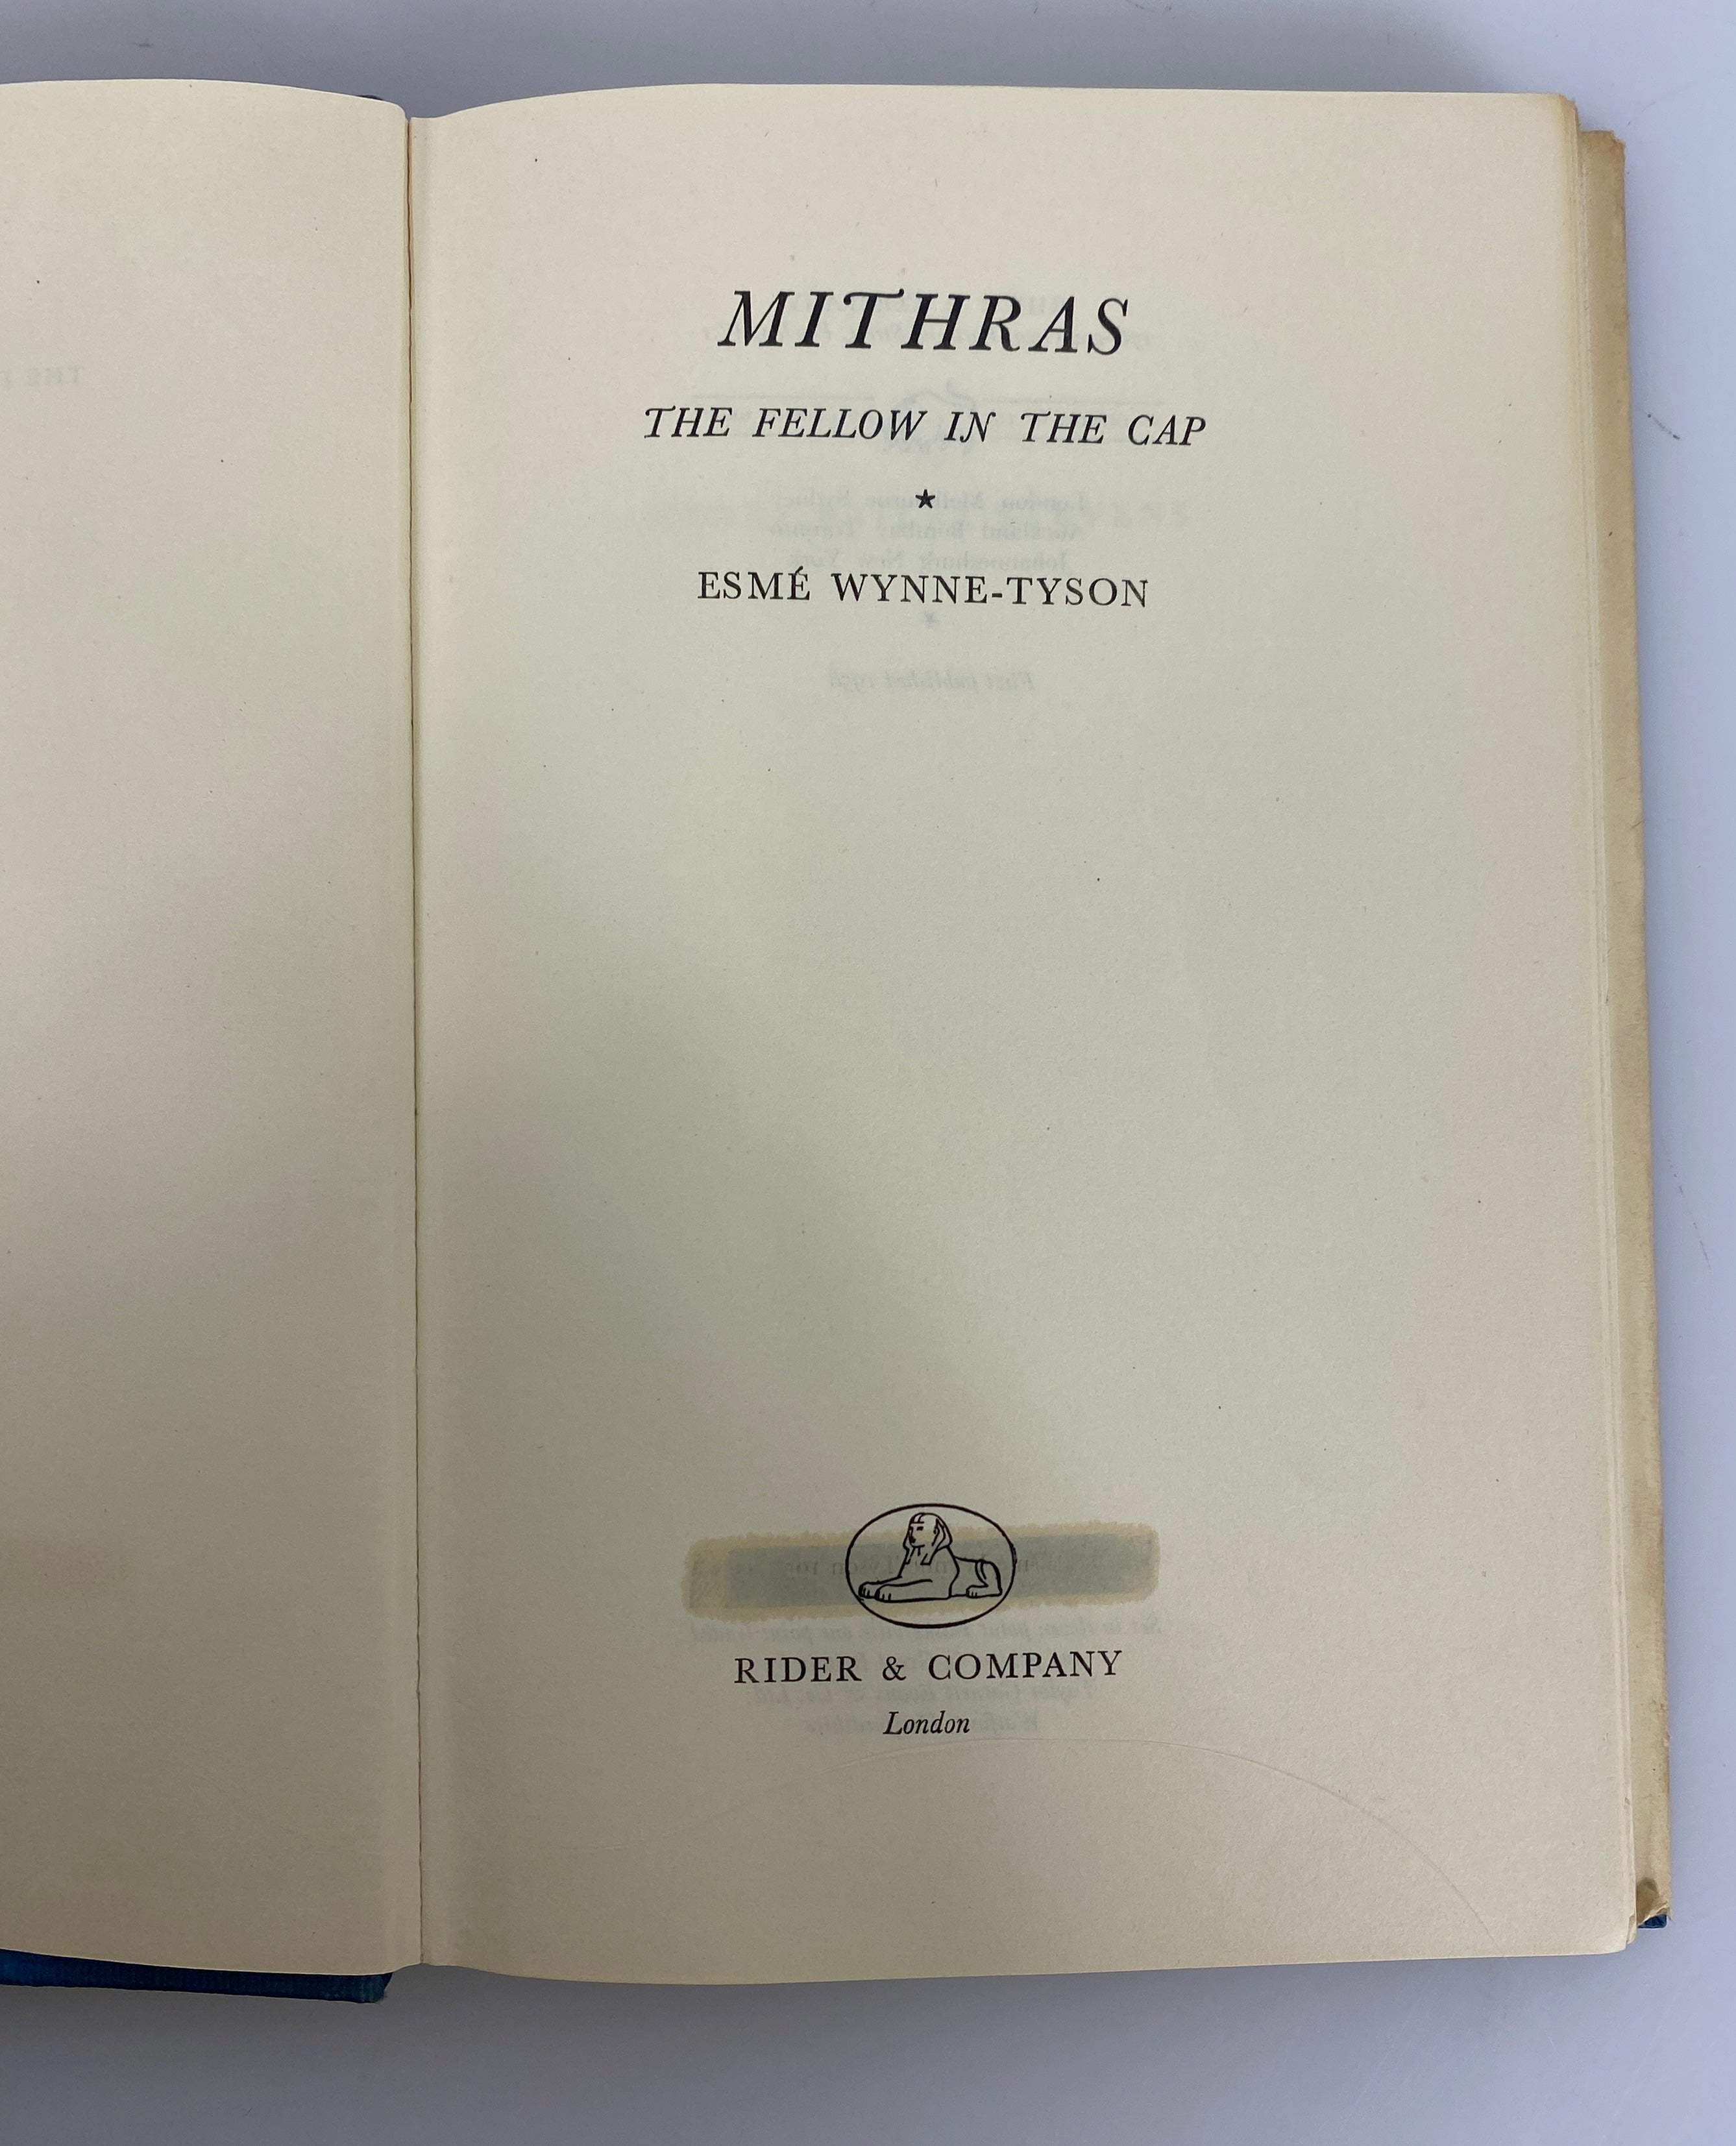 MITHRAS
THE FELLOW IN THE CAP
★
ESMÉ WYNNE-TYSON
RIDER & COMPANY
London